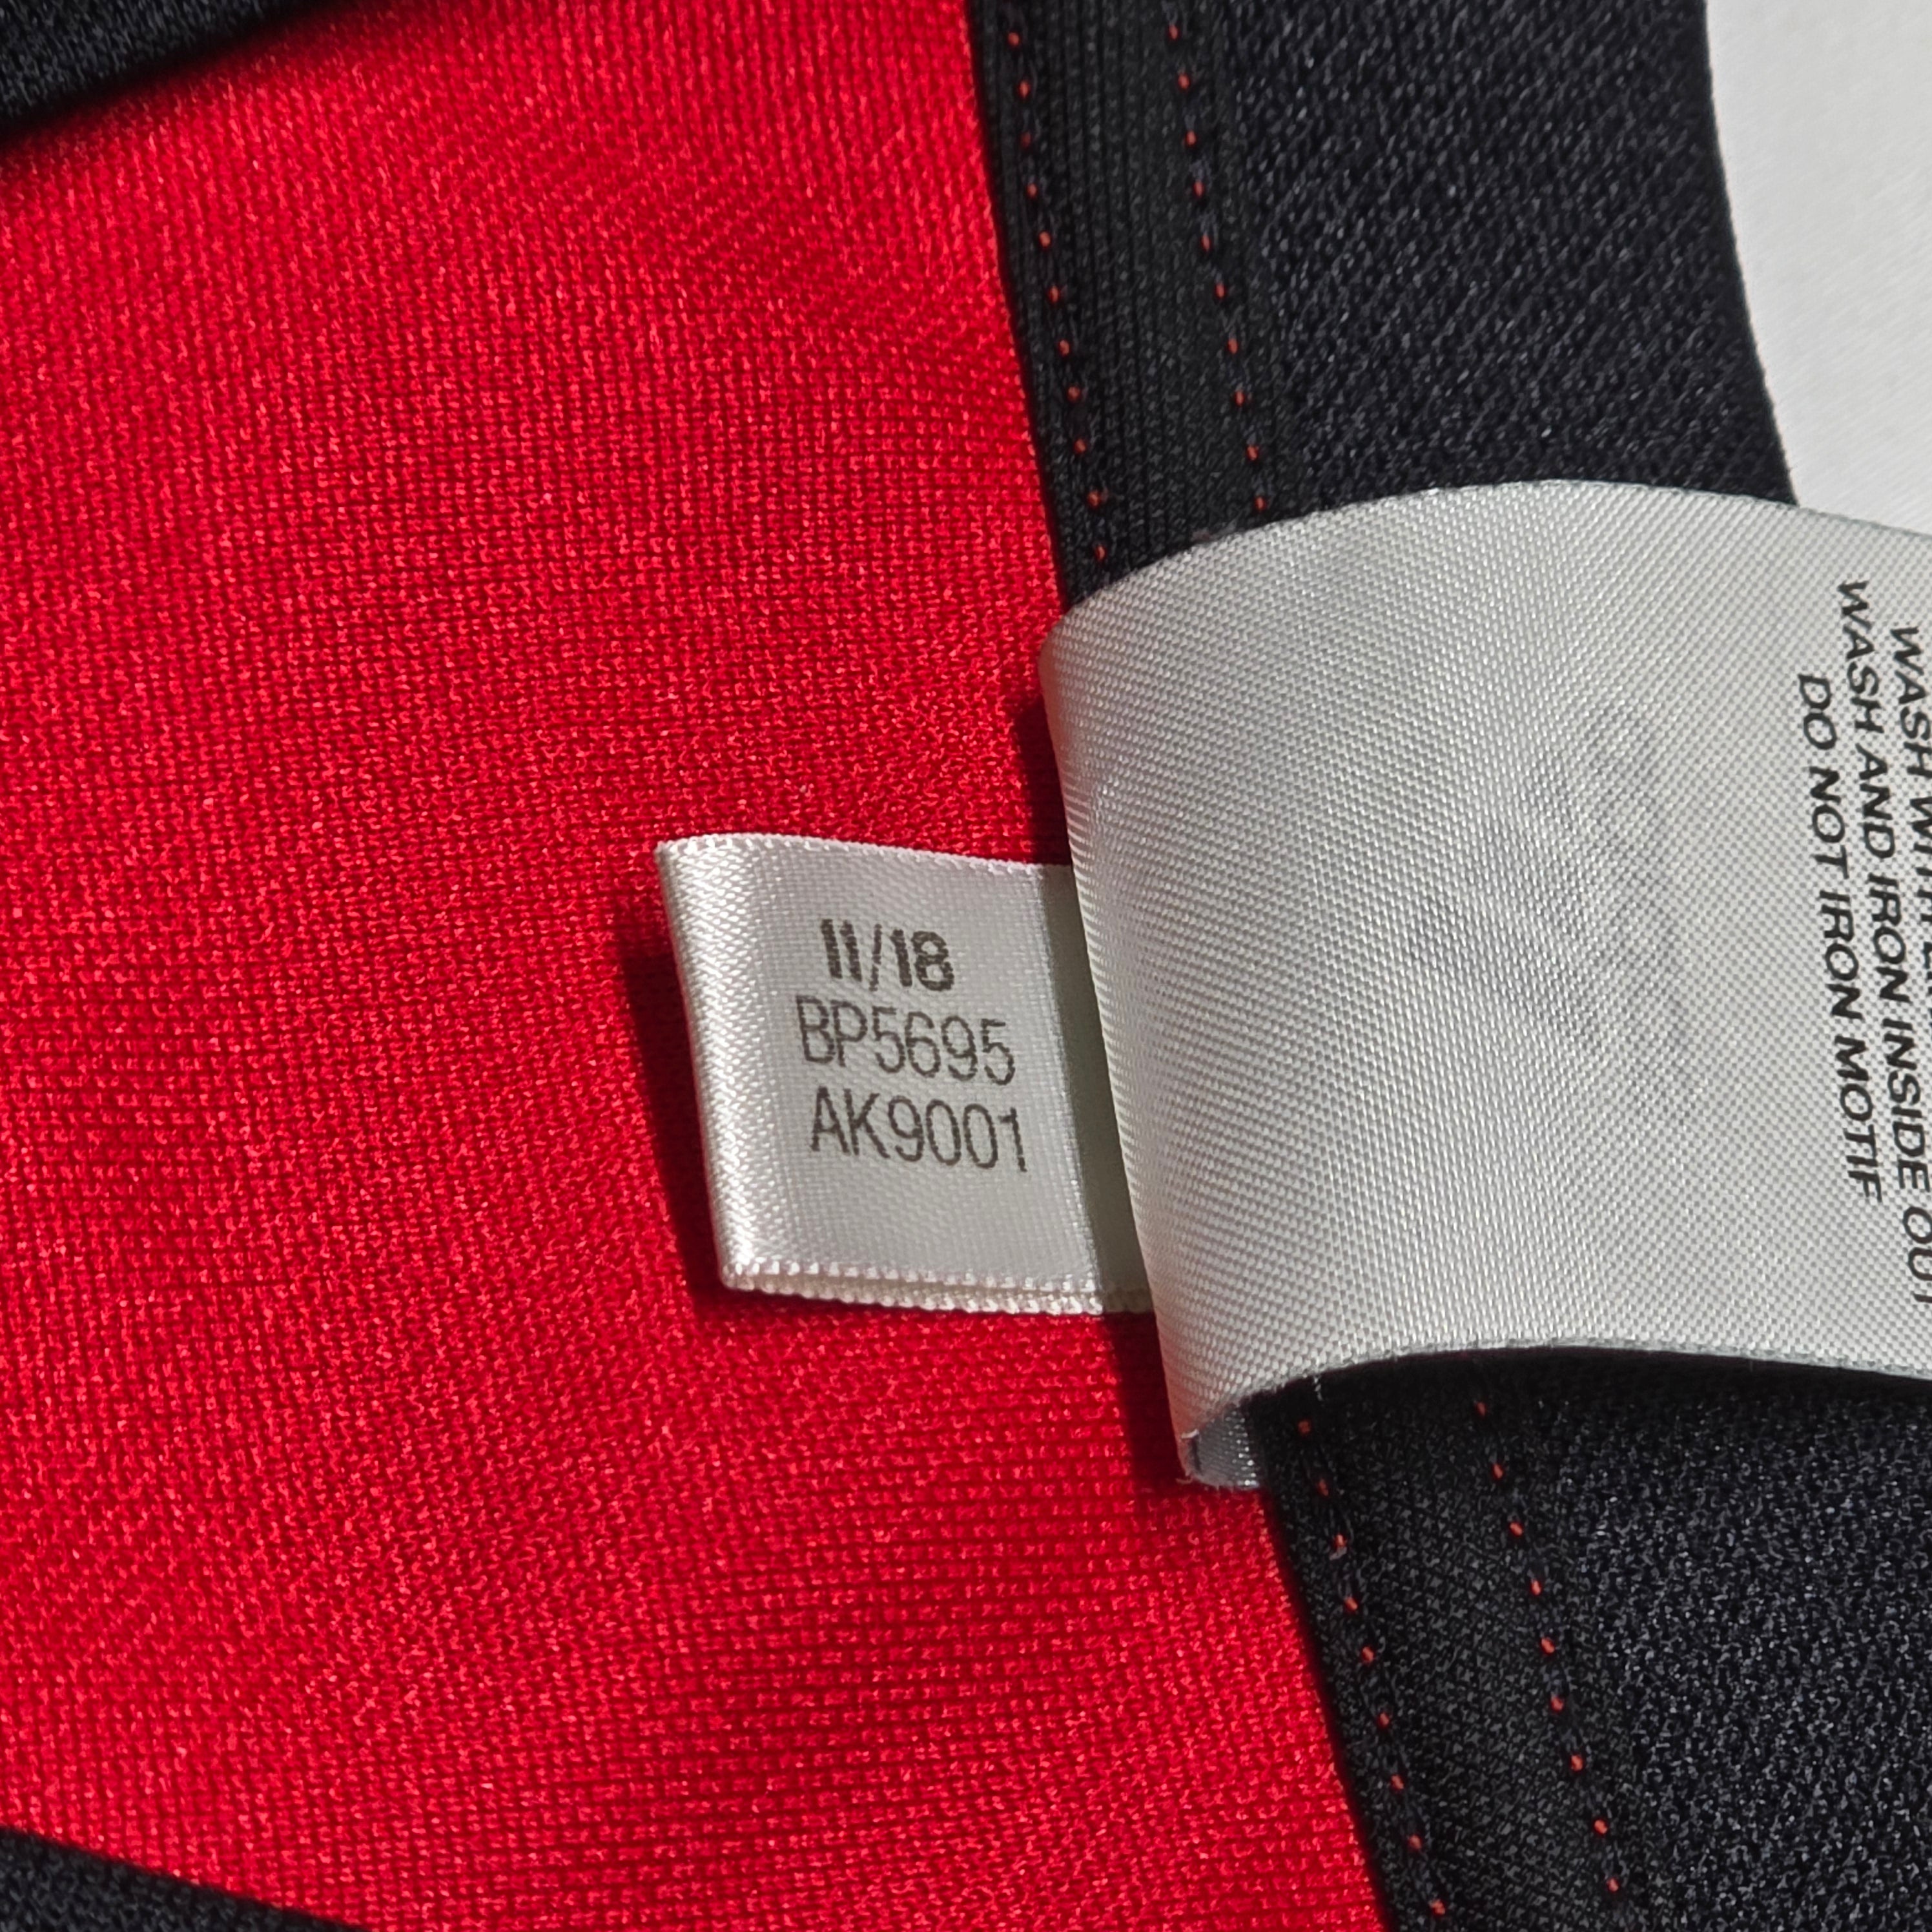 11/18
BP5695
AK9001
WASH AND IRON INSIDE OUT
DO NOT IRON MOTIF